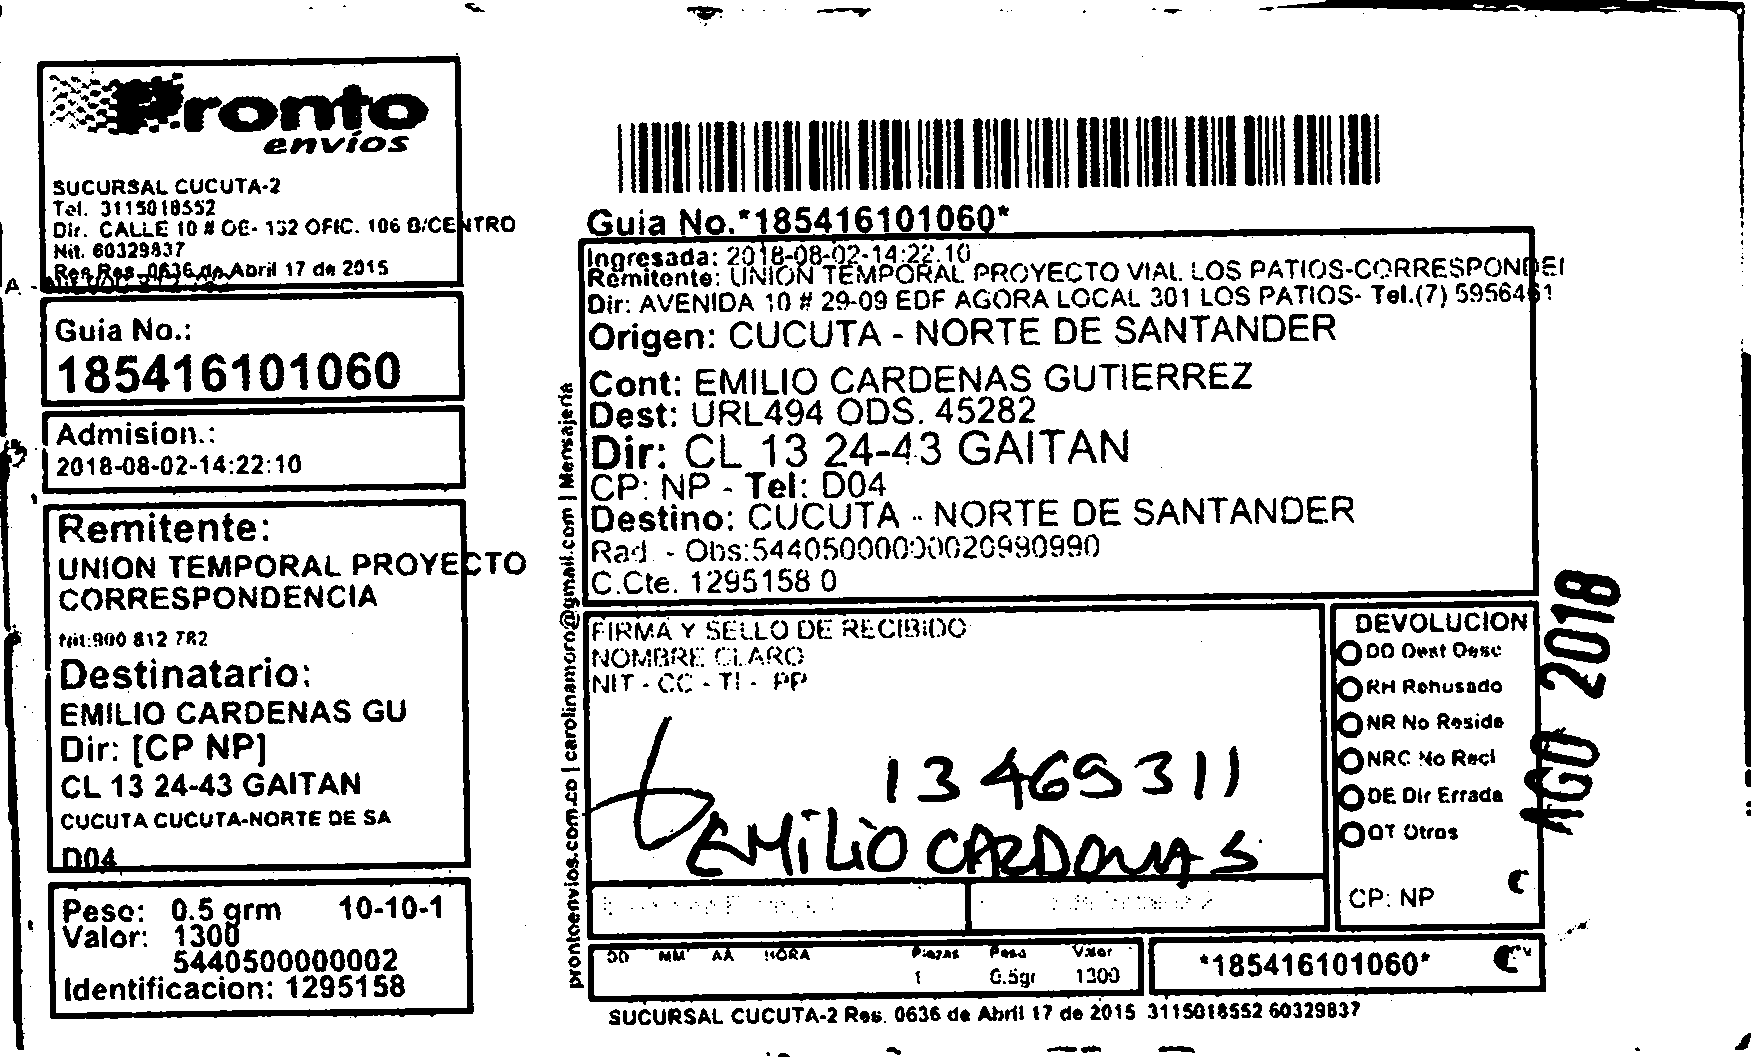 Pronto
envíos
SUCURSAL CUCUTA-2
Tel. 3115018552
Dir. CALLE 10 # OE- 132 OFIC. 106 B/CENTRO
Nit. 60329837
Res 0636 de Abril 17 de 2015
Guia No.:
185416101060
Admision.:
2018-08-02-14:22:10
Remitente:
UNION TEMPORAL PROYECTO
CORRESPONDENCIA
Nit:900 812 782
Destinatario:
EMILIO CARDENAS GU
Dir: [CP NP]
CL 13 24-43 GAITAN
CUCUTA CUCUTA-NORTE DE SA
D04
Peso: 0.5 grm 10-10-1
Valor: 1300
5440500000002
Identificacion: 1295158
prontoenvios.com.co | carolinamoro@gmail.com | Mensajeria
Guia No.*185416101060*
Ingresada: 2018-08-02-14:22:10
Remitente: UNION TEMPORAL PROYECTO VIAL LOS PATIOS-CORRESPONDEI
Dir: AVENIDA 10 # 29-09 EDF AGORA LOCAL 301 LOS PATIOS- Tel.(7) 5956461
Origen: CUCUTA - NORTE DE SANTANDER
Cont: EMILIO CARDENAS GUTIERREZ
Dest: URL494 ODS. 45282
Dir: CL 13 24-43 GAITAN
CP: NP - Tel: D04
Destino: CUCUTA - NORTE DE SANTANDER
Rad. - Obs:54405000000020990990
C.Cte. 1295158 0
FIRMA Y SELLO DE RECIBIDO
NOMBRE CLARO
NIT - CC - TI - PP
13469311
EMILIO CARDENAS
DEVOLUCION
DD Dest Desc
RH Rehusado
NR No Reside
NRC No Recl
DE Dir Errada
OT Otros
CP: NP
AGO 2018
DD MM AA HORA Piezas Peso Valor
1 0.5gr 1300
*185416101060*
SUCURSAL CUCUTA-2 Res. 0636 de Abril 17 de 2015 3115018552 60329837